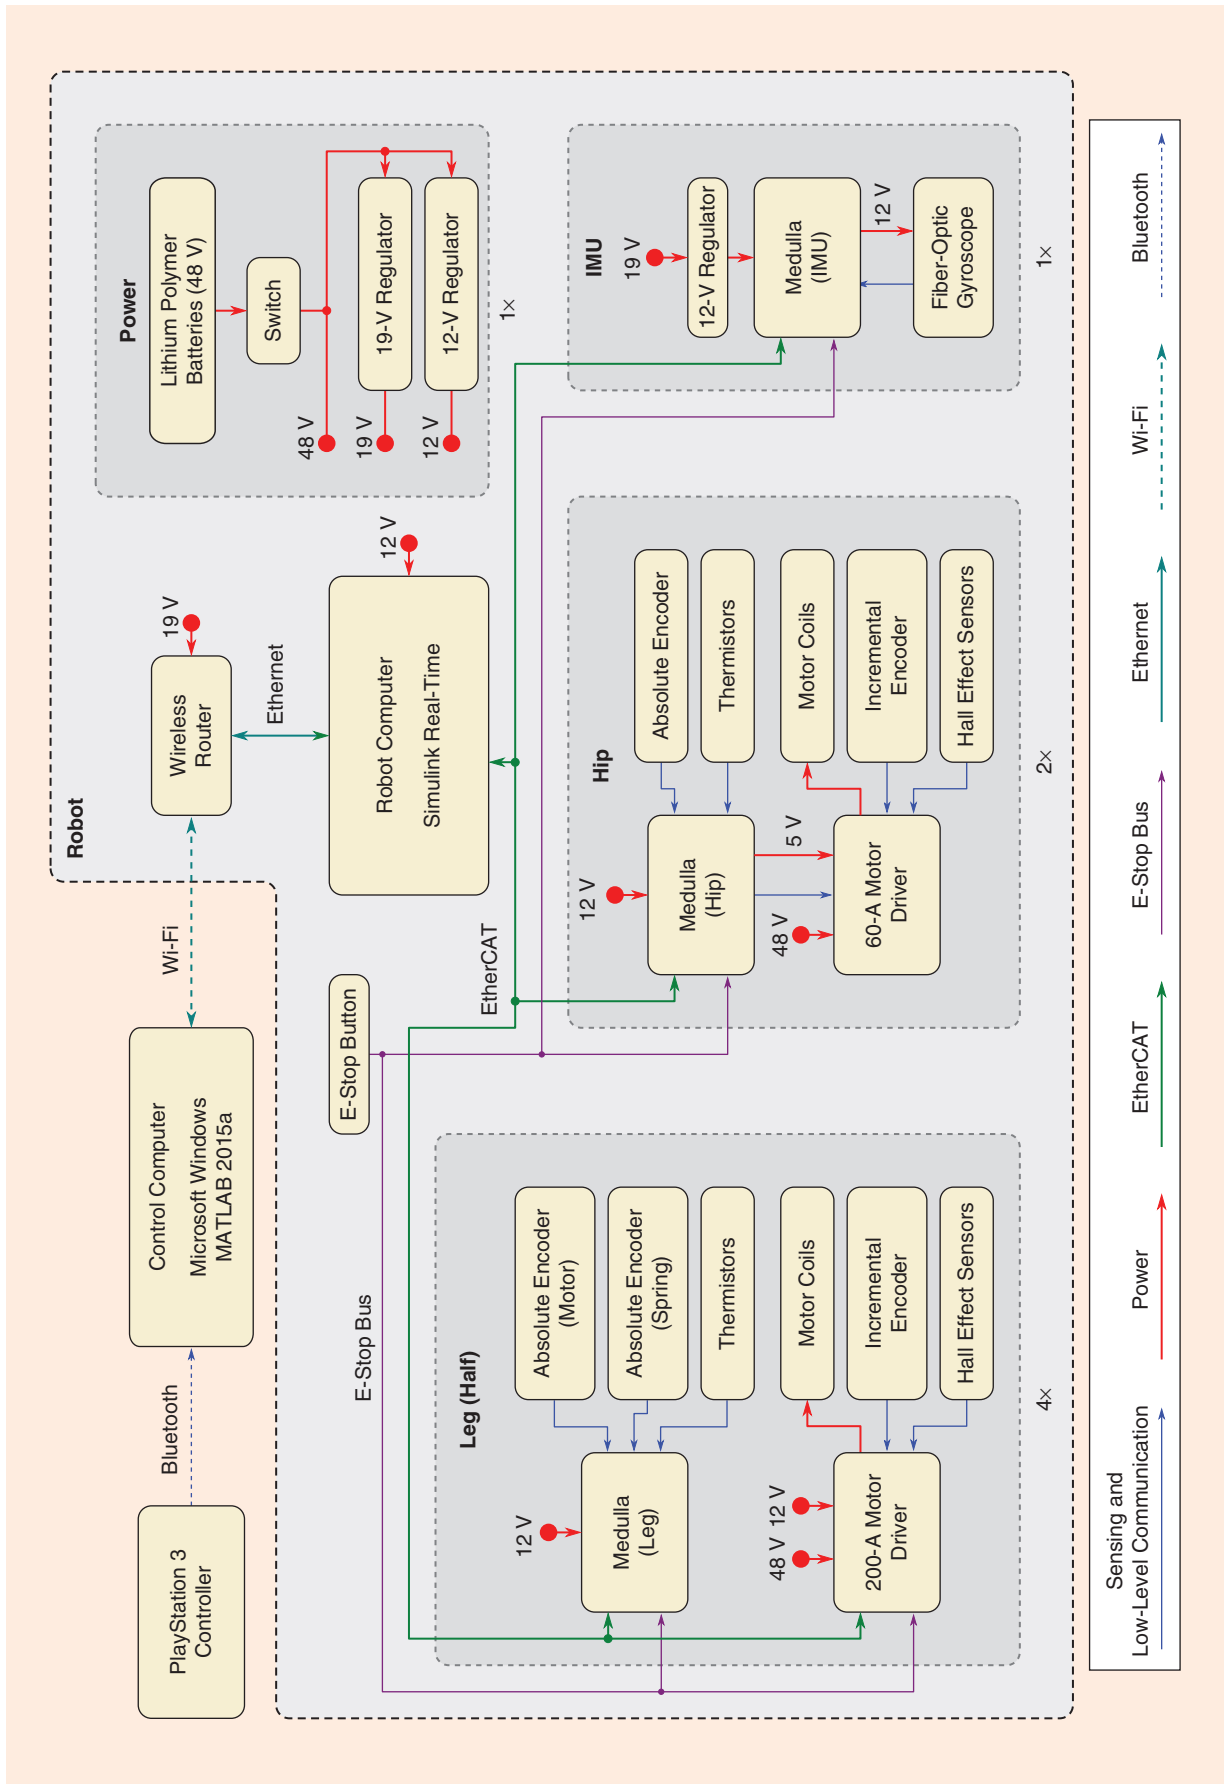 PlayStation 3
Controller
Bluetooth
Control Computer
Microsoft Windows
MATLAB 2015a
Wi-Fi
Robot
Wireless
Router
19 V
Ethernet
Robot Computer
Simulink Real-Time
12 V
Power
Lithium Polymer
Batteries (48 V)
Switch
48 V
19 V
19-V Regulator
12 V
12-V Regulator
1×
E-Stop Button
E-Stop Bus
EtherCAT
Leg (Half)
Absolute Encoder
(Motor)
Absolute Encoder
(Spring)
Thermistors
12 V
Medulla
(Leg)
48 V
12 V
200-A Motor
Driver
Motor Coils
Incremental
Encoder
Hall Effect Sensors
4×
Hip
12 V
Medulla
(Hip)
Absolute Encoder
Thermistors
5 V
48 V
60-A Motor
Driver
Motor Coils
Incremental
Encoder
Hall Effect Sensors
2×
IMU
19 V
12-V Regulator
Medulla
(IMU)
12 V
Fiber-Optic
Gyroscope
1×
Sensing and
Low-Level Communication
Power
EtherCAT
E-Stop Bus
Ethernet
Wi-Fi
Bluetooth